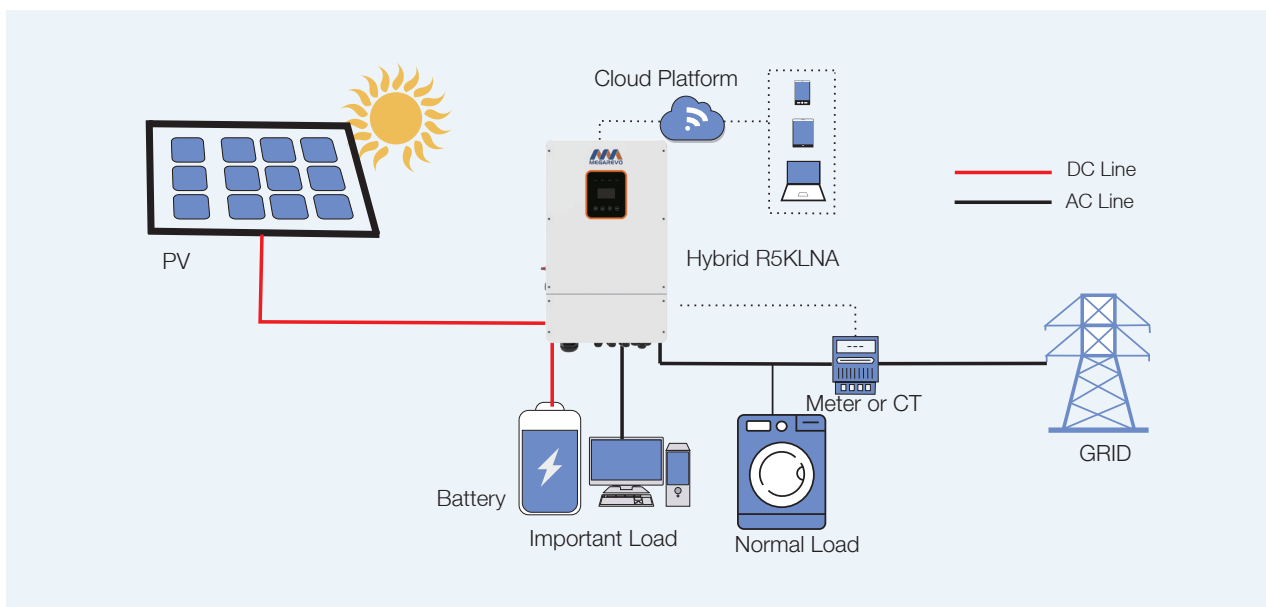 Cloud Platform
MEGAREVO
DC Line
AC Line
PV
Hybrid R5KLNA
Meter or CT
GRID
Battery
Important Load
Normal Load